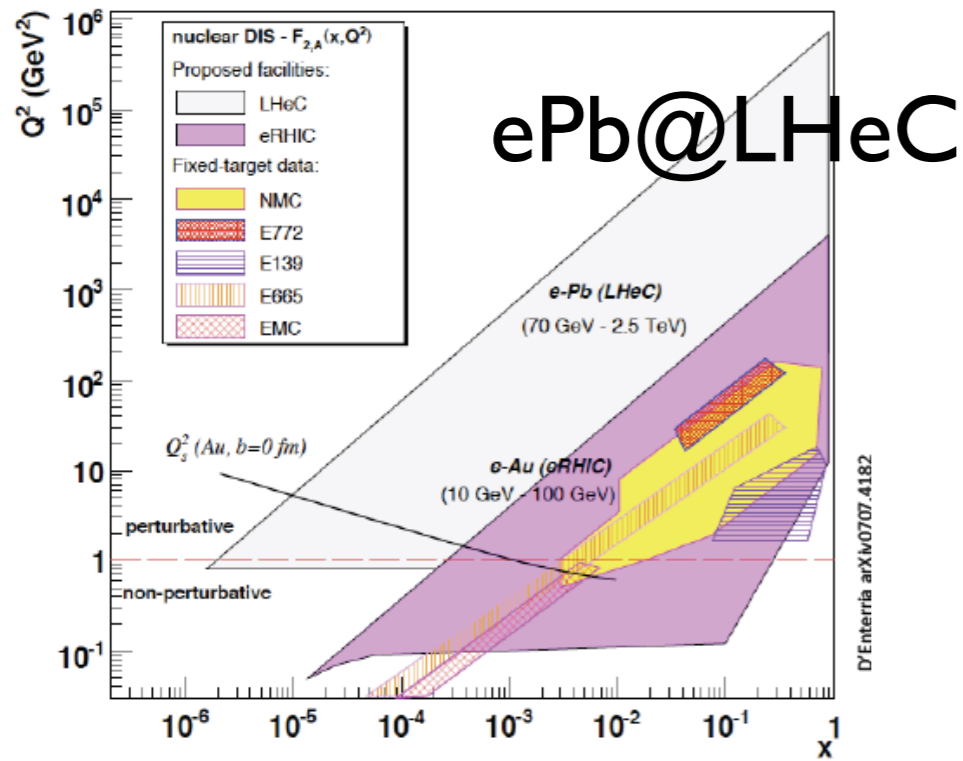 10⁶
10⁵
10⁴
10³
10²
10
1
10⁻¹
Q² (GeV²)
nuclear DIS - F₂,A(x,Q²)
Proposed facilities:
LHeC
eRHIC
Fixed-target data:
NMC
E772
E139
E665
EMC
ePb@LHeC
e-Pb (LHeC)
(70 GeV - 2.5 TeV)
Qₛ² (Au, b=0 fm)
e-Au (eRHIC)
(10 GeV - 100 GeV)
perturbative
non-perturbative
D'Enterria arXiv0707.4182
10⁻⁶ 10⁻⁵ 10⁻⁴ 10⁻³ 10⁻² 10⁻¹ 1
x